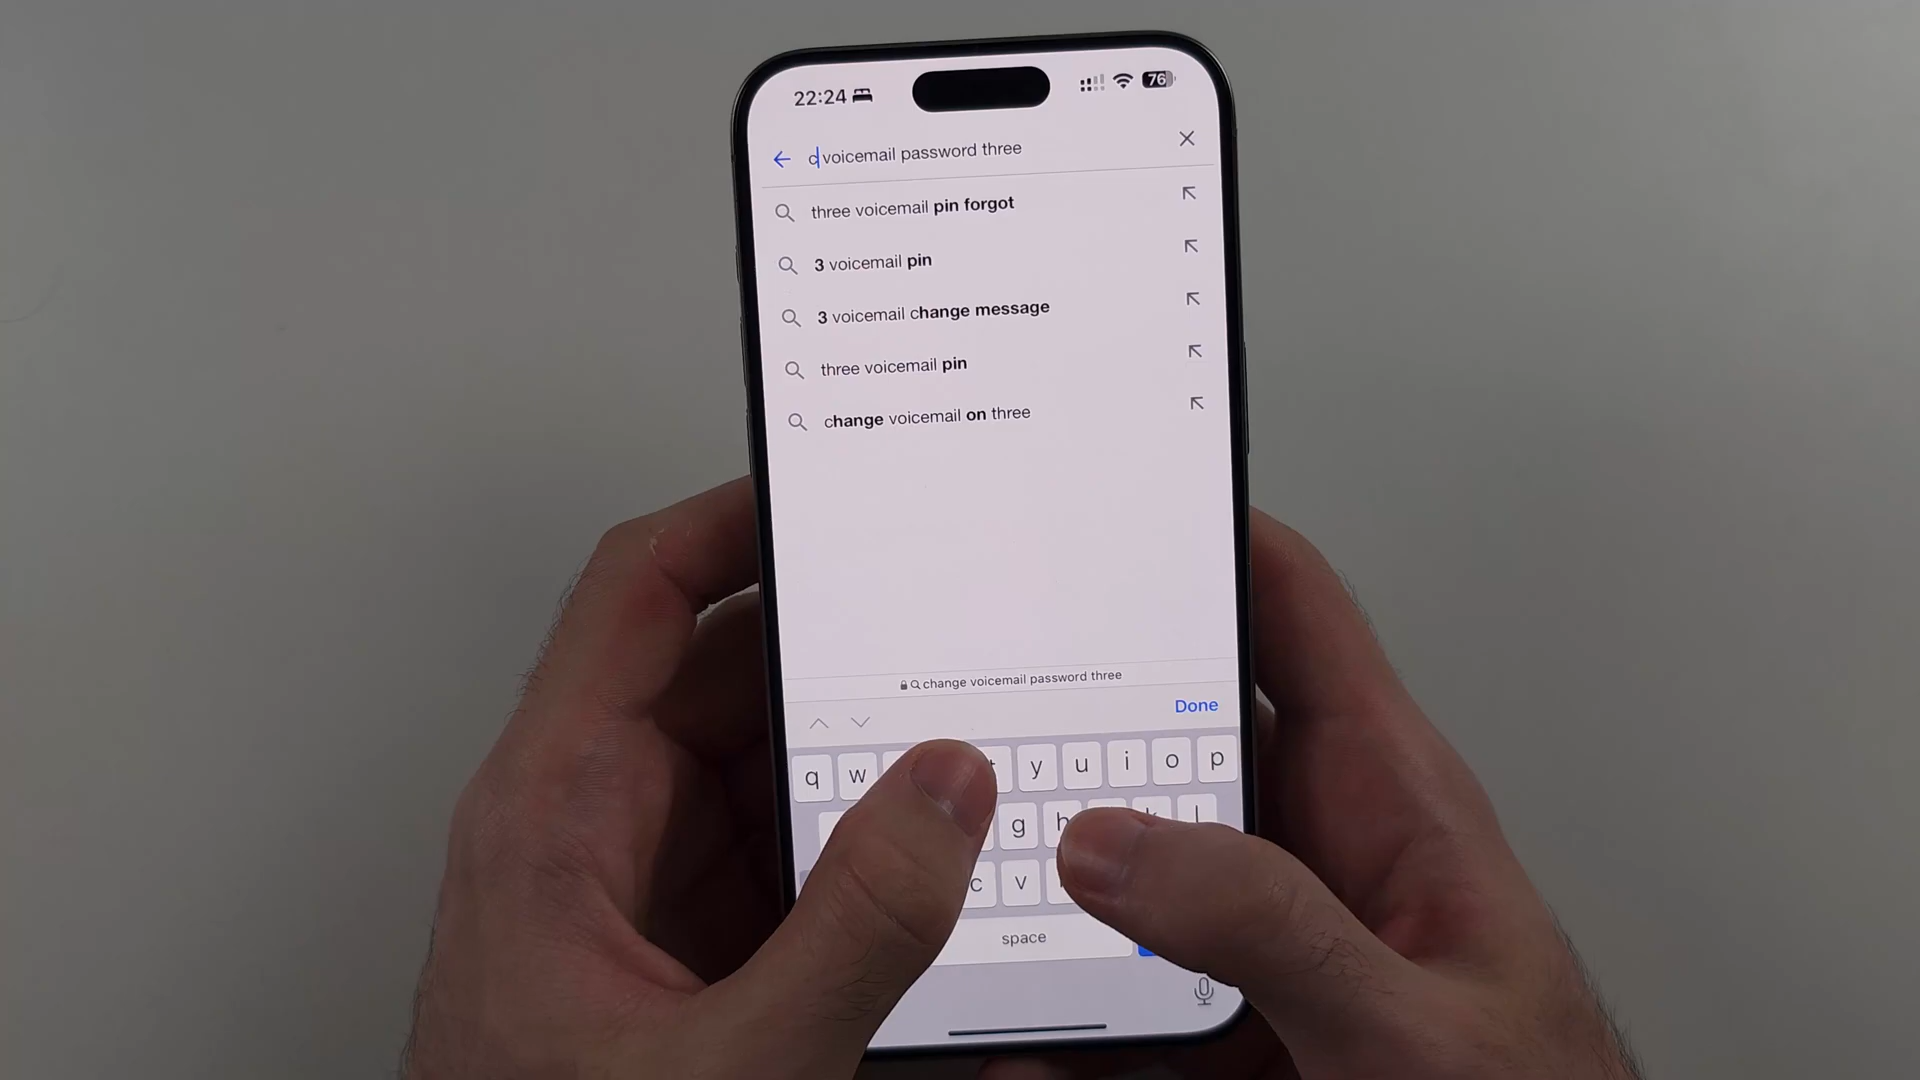 22:24 76
c voicemail password three
three voicemail pin forgot
3 voicemail pin
3 voicemail change message
three voicemail pin
change voicemail on three
change voicemail password three
Done
q w y u i o p
g h l
c v
space